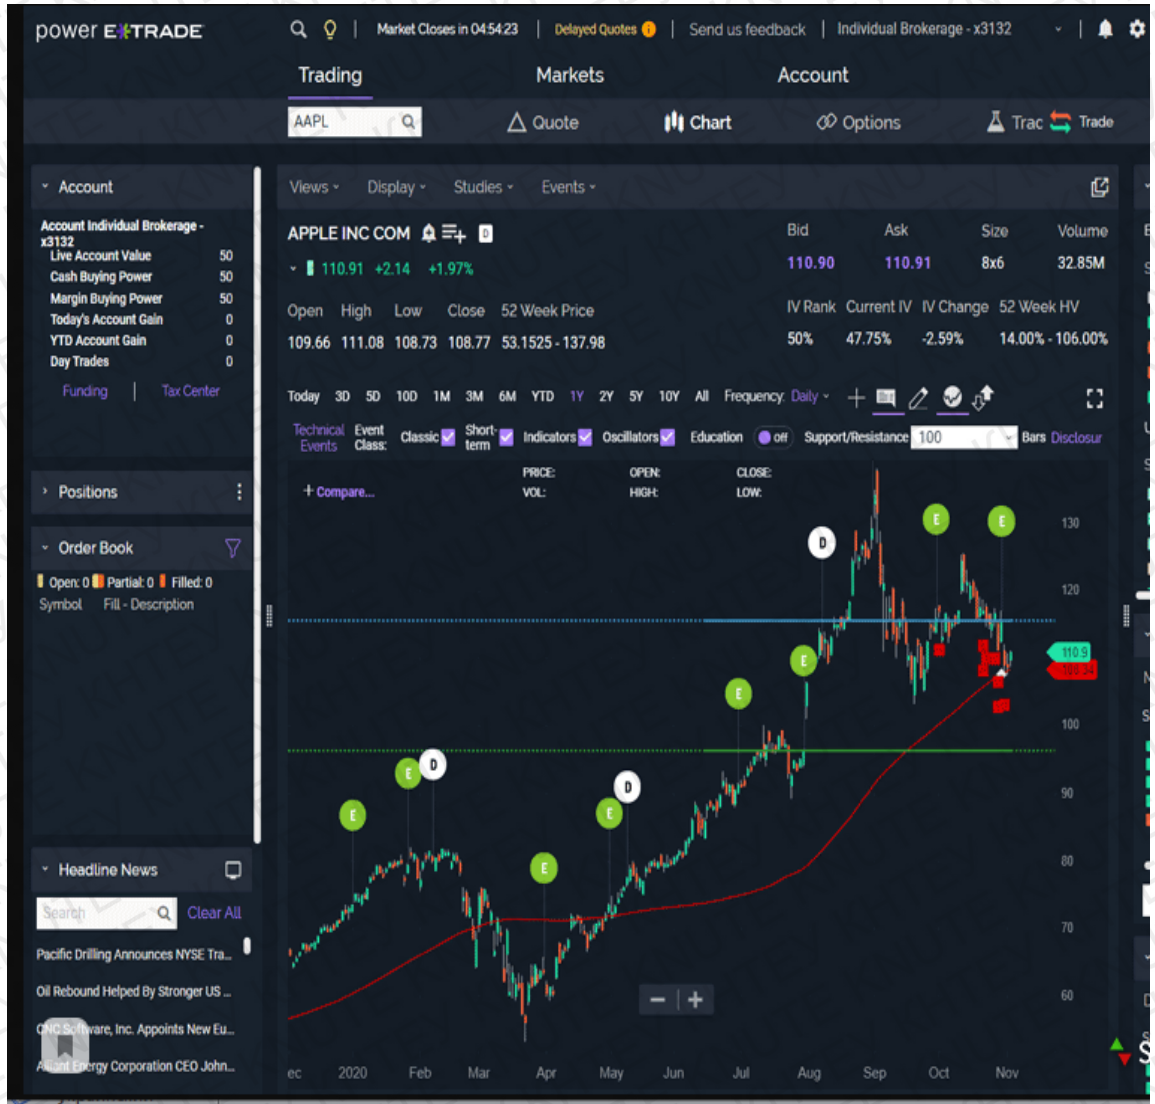 power E*TRADE
Market Closes in 04:54:23
Delayed Quotes
Send us feedback
Individual Brokerage - x3132
Trading
Markets
Account
AAPL
Quote
Chart
Options
Trac
Trade
Account
Account Individual Brokerage -
x3132
Live Account Value 50
Cash Buying Power 50
Margin Buying Power 50
Today's Account Gain 0
YTD Account Gain 0
Day Trades 0
Funding
Tax Center
Positions
Order Book
Open: 0 Partial: 0 Filled: 0
Symbol Fill - Description
Headline News
Search
Clear All
Pacific Drilling Announces NYSE Tra...
Oil Rebound Helped By Stronger US ...
CNC Software, Inc. Appoints New Eu...
Alliant Energy Corporation CEO John...
Views Display Studies Events
APPLE INC COM D
110.91 +2.14 +1.97%
Open High Low Close 52 Week Price
109.66 111.08 108.73 108.77 53.1525 - 137.98
Bid Ask Size Volume
110.90 110.91 8x6 32.85M
IV Rank Current IV IV Change 52 Week HV
50% 47.75% -2.59% 14.00% - 106.00%
Today 3D 5D 10D 1M 3M 6M YTD 1Y 2Y 5Y 10Y All Frequency: Daily
Technical
Events
Event
Class:
Classic
Short-
term
Indicators
Oscillators
Education
off
Support/Resistance
100
Bars
Disclosur
+ Compare...
PRICE: OPEN: CLOSE:
VOL: HIGH: LOW:
E
E
D
E
E
D
E
E
D
E
E
130
120
110.9
100
90
80
70
60
ec 2020 Feb Mar Apr May Jun Jul Aug Sep Oct Nov